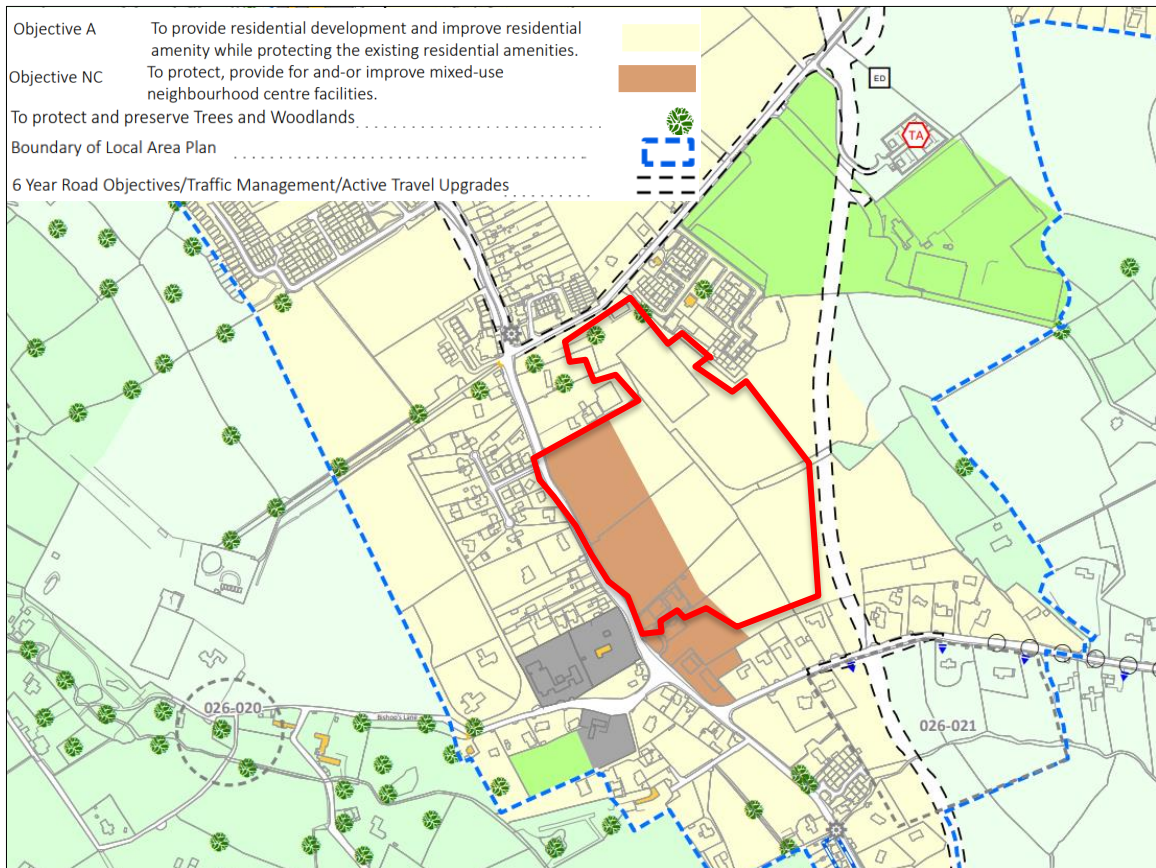 Objective A
To provide residential development and improve residential
amenity while protecting the existing residential amenities.
Objective NC
To protect, provide for and-or improve mixed-use
neighbourhood centre facilities.
To protect and preserve Trees and Woodlands
Boundary of Local Area Plan
6 Year Road Objectives/Traffic Management/Active Travel Upgrades
ED
TA
026-020
Bishop's Lane
026-021